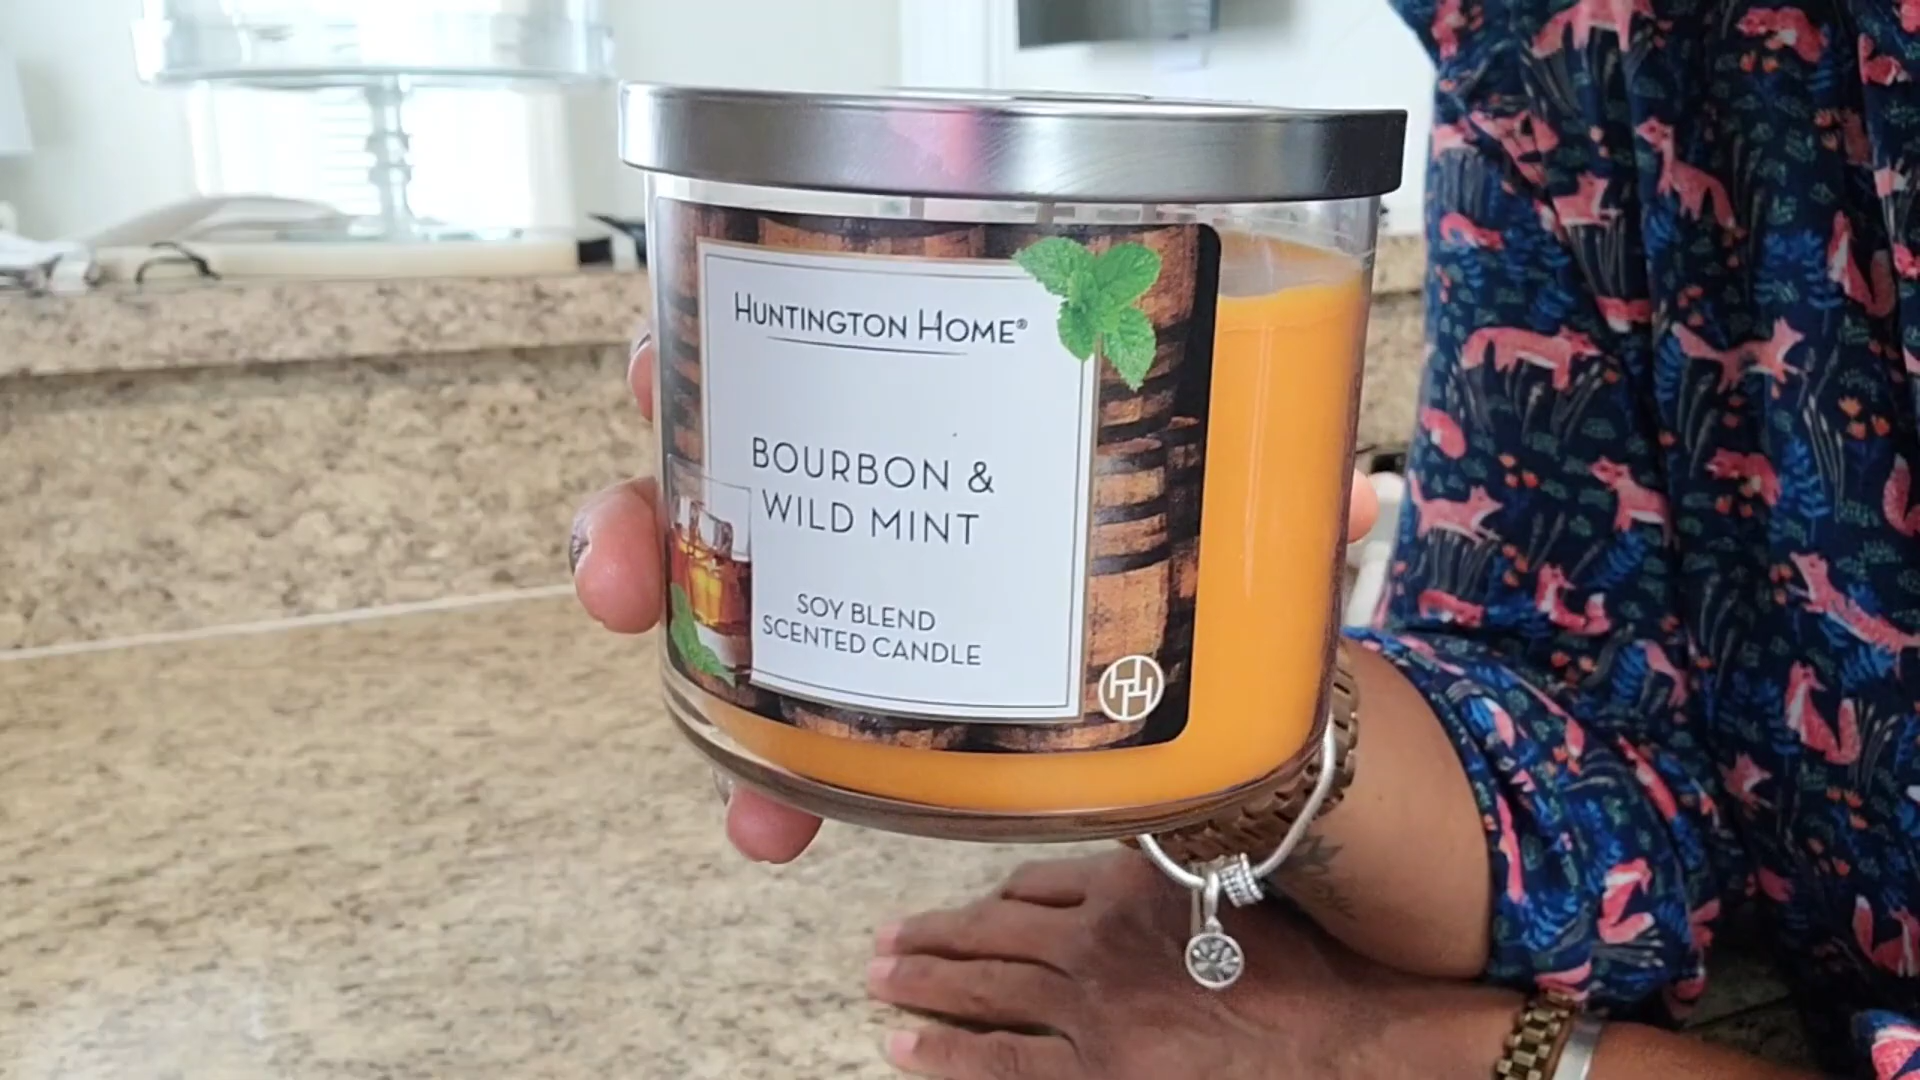 HUNTINGTON HOME®
BOURBON &
WILD MINT
SOY BLEND
SCENTED CANDLE